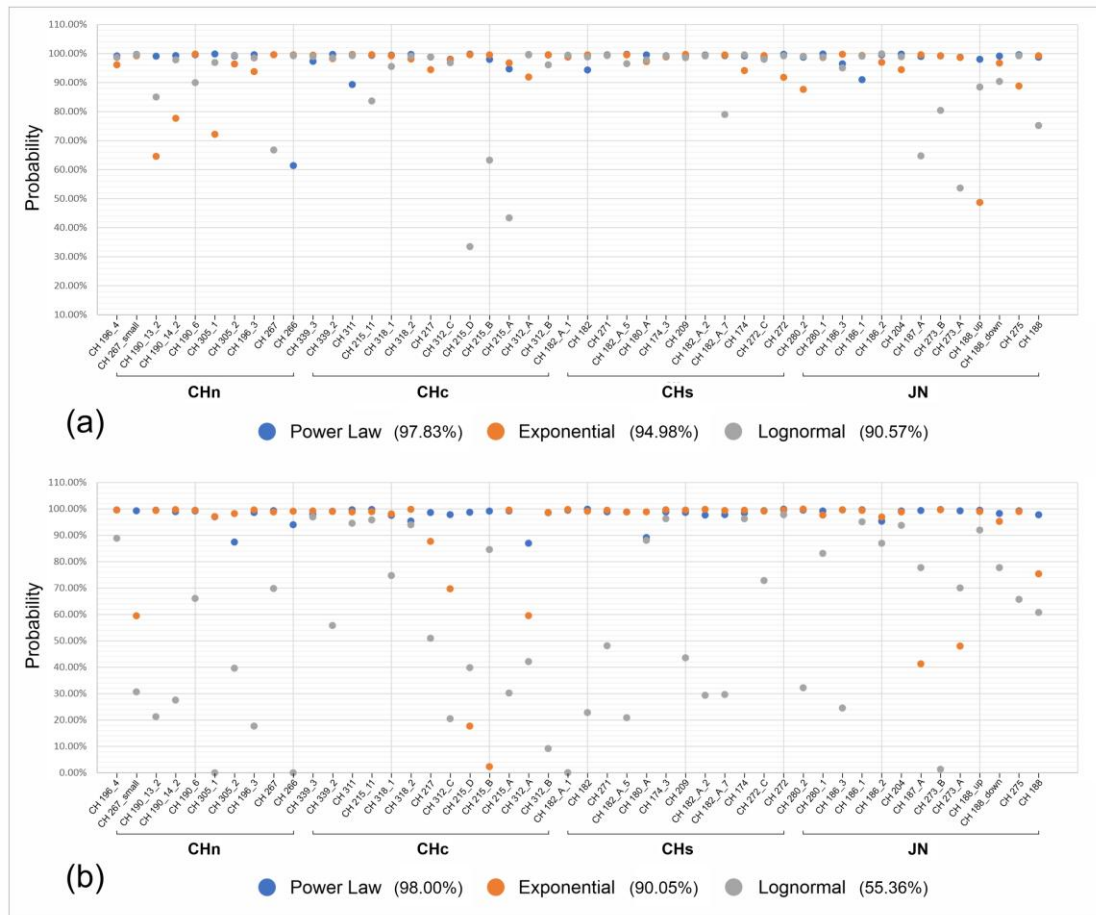 110.00%
100.00%
90.00%
80.00%
70.00%
60.00%
50.00%
40.00%
30.00%
20.00%
10.00%
Probability
CH 196_4
CH 267_small
CH 190_13_2
CH 190_14_2
CH 190_6
CH 305_1
CH 305_2
CH 196_3
CH 267
CH 266
CH 339_3
CH 339_2
CH 311
CH 215_11
CH 318_1
CH 318_2
CH 217
CH 312_C
CH 215_D
CH 215_B
CH 215_A
CH 312_A
CH 312_B
CH 182_A_1
CH 182
CH 271
CH 182_A_5
CH 180_A
CH 174_3
CH 209
CH 182_A_2
CH 182_A_7
CH 174
CH 272_C
CH 272
CH 280_2
CH 280_1
CH 186_3
CH 186_1
CH 186_2
CH 204
CH 187_A
CH 273_B
CH 273_A
CH 188_up
CH 188_down
CH 275
CH 188
CHn CHc CHs JN
(a) Power Law (97.83%) Exponential (94.98%) Lognormal (90.57%)
110.00%
100.00%
90.00%
80.00%
70.00%
60.00%
50.00%
40.00%
30.00%
20.00%
10.00%
0.00%
Probability
CH 196_4
CH 267_small
CH 190_13_2
CH 190_14_2
CH 190_6
CH 305_1
CH 305_2
CH 196_3
CH 267
CH 266
CH 339_3
CH 339_2
CH 311
CH 215_11
CH 318_1
CH 318_2
CH 217
CH 312_C
CH 215_D
CH 215_B
CH 215_A
CH 312_A
CH 312_B
CH 182_A_1
CH 182
CH 271
CH 182_A_5
CH 180_A
CH 174_3
CH 209
CH 182_A_2
CH 182_A_7
CH 174
CH 272_C
CH 272
CH 280_2
CH 280_1
CH 186_3
CH 186_1
CH 186_2
CH 204
CH 187_A
CH 273_B
CH 273_A
CH 188_up
CH 188_down
CH 275
CH 188
CHn CHc CHs JN
(b) Power Law (98.00%) Exponential (90.05%) Lognormal (55.36%)